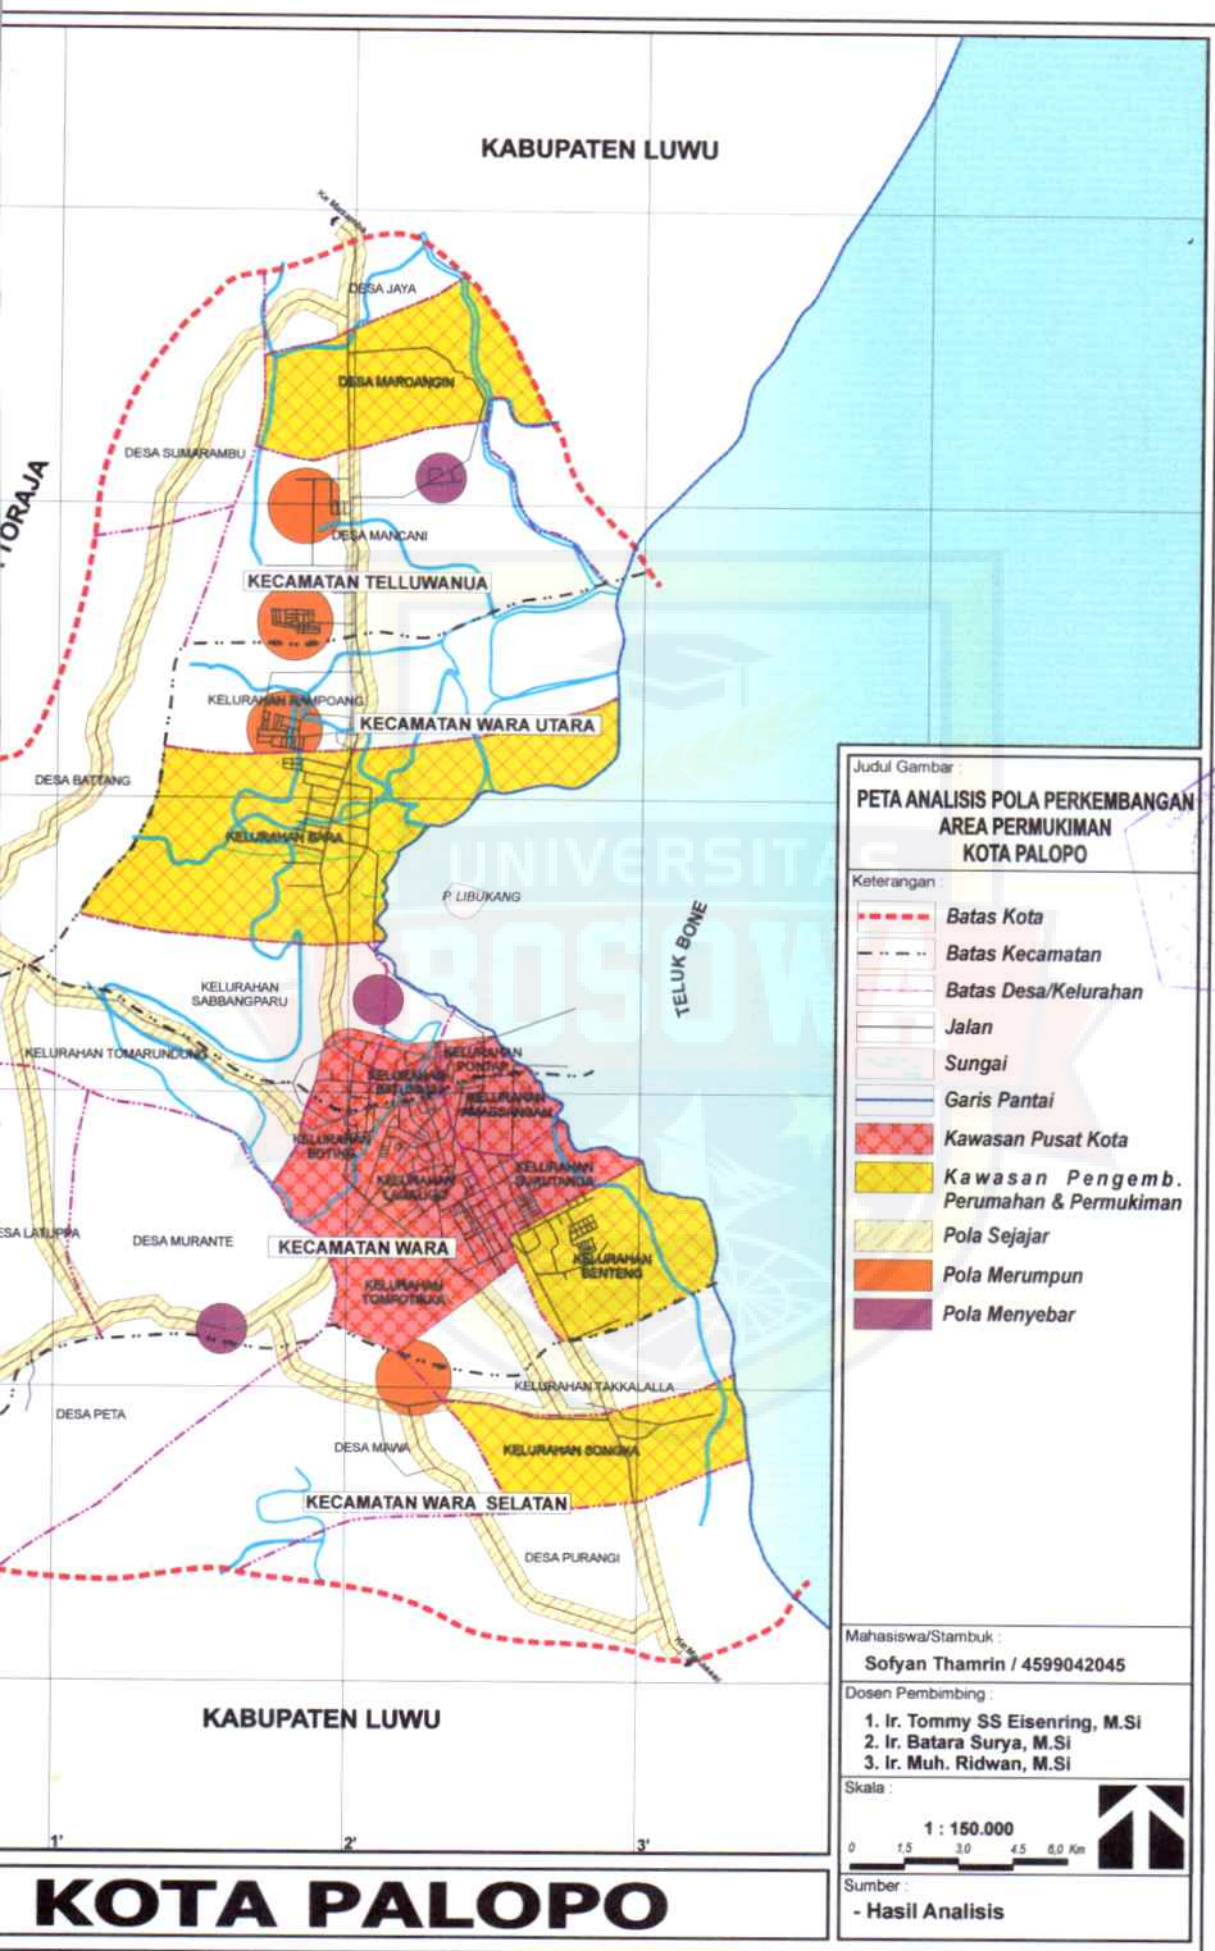 KABUPATEN LUWU
DESA JAYA
DESA MAROANGIN
DESA SUMARAMBU
TORAJA
DESA MANCANI
KECAMATAN TELLUWANUA
KELURAHAN RAMPOANG
KECAMATAN WARA UTARA
DESA BATTANG
KELURAHAN BARA
P. LIBUKANG
TELUK BONE
KELURAHAN
SABBANGPARU
KELURAHAN TOMARUNDUNG
KELURAHAN
KELURAHAN
KELURAHAN
AMASSANGAN
KELURAHAN
BOTING
KELURAHAN
LAGALIGO
KELURAHAN
SURUTANGA
ESA LATUPPA
DESA MURANTE
KECAMATAN WARA
KELURAHAN
KELURAHAN
BENTENG
KELURAHAN TAKKALALLA
DESA PETA
DESA MAWA
KELURAHAN SONGKA
KECAMATAN WARA SELATAN
DESA PURANGI
KABUPATEN LUWU
1' 2' 3'
KOTA PALOPO
UNIVERSITAS
BOSOWA
Judul Gambar :
PETA ANALISIS POLA PERKEMBANGAN
AREA PERMUKIMAN
KOTA PALOPO
Keterangan :
Batas Kota
Batas Kecamatan
Batas Desa/Kelurahan
Jalan
Sungai
Garis Pantai
Kawasan Pusat Kota
Kawasan Pengemb.
Perumahan & Permukiman
Pola Sejajar
Pola Merumpun
Pola Menyebar
Mahasiswa/Stambuk :
Sofyan Thamrin / 4599042045
Dosen Pembimbing :
1. Ir. Tommy SS Eisenring, M.Si
2. Ir. Batara Surya, M.Si
3. Ir. Muh. Ridwan, M.Si
Skala :
1 : 150.000
0 1,5 3,0 4.5 6,0 Km
Sumber :
- Hasil Analisis